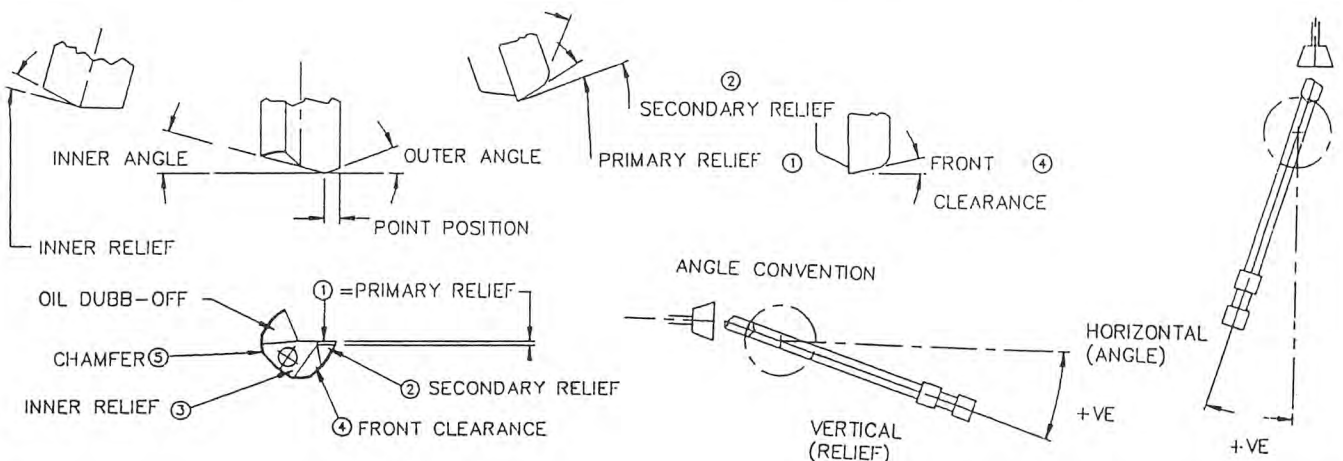 ②
SECONDARY RELIEF
INNER ANGLE
OUTER ANGLE
PRIMARY RELIEF ①
FRONT ④
CLEARANCE
POINT POSITION
INNER RELIEF
ANGLE CONVENTION
OIL DUBB-OFF
① =PRIMARY RELIEF
CHAMFER ⑤
② SECONDARY RELIEF
INNER RELIEF ③
④ FRONT CLEARANCE
HORIZONTAL
(ANGLE)
+VE
VERTICAL
(RELIEF)
+VE